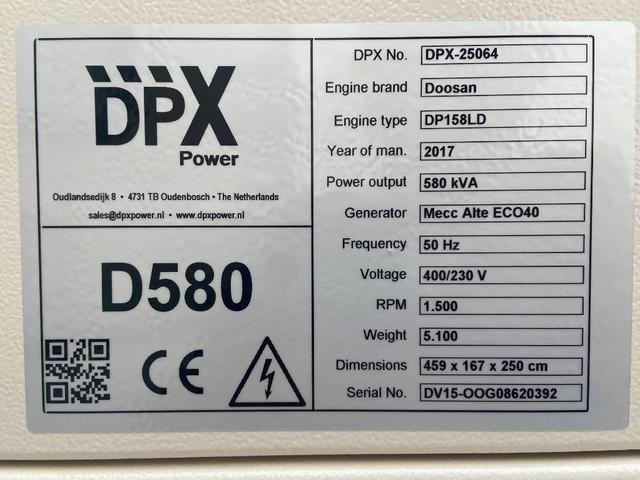 DPX
Power
Oudlandsedijk 8 • 4731 TB Oudenbosch • The Netherlands
sales@dpxpower.nl • www.dpxpower.nl
D580
CE
DPX No. DPX-25064
Engine brand Doosan
Engine type DP158LD
Year of man. 2017
Power output 580 kVA
Generator Mecc Alte ECO40
Frequency 50 Hz
Voltage 400/230 V
RPM 1.500
Weight 5.100
Dimensions 459 x 167 x 250 cm
Serial No. DV15-OOG08620392